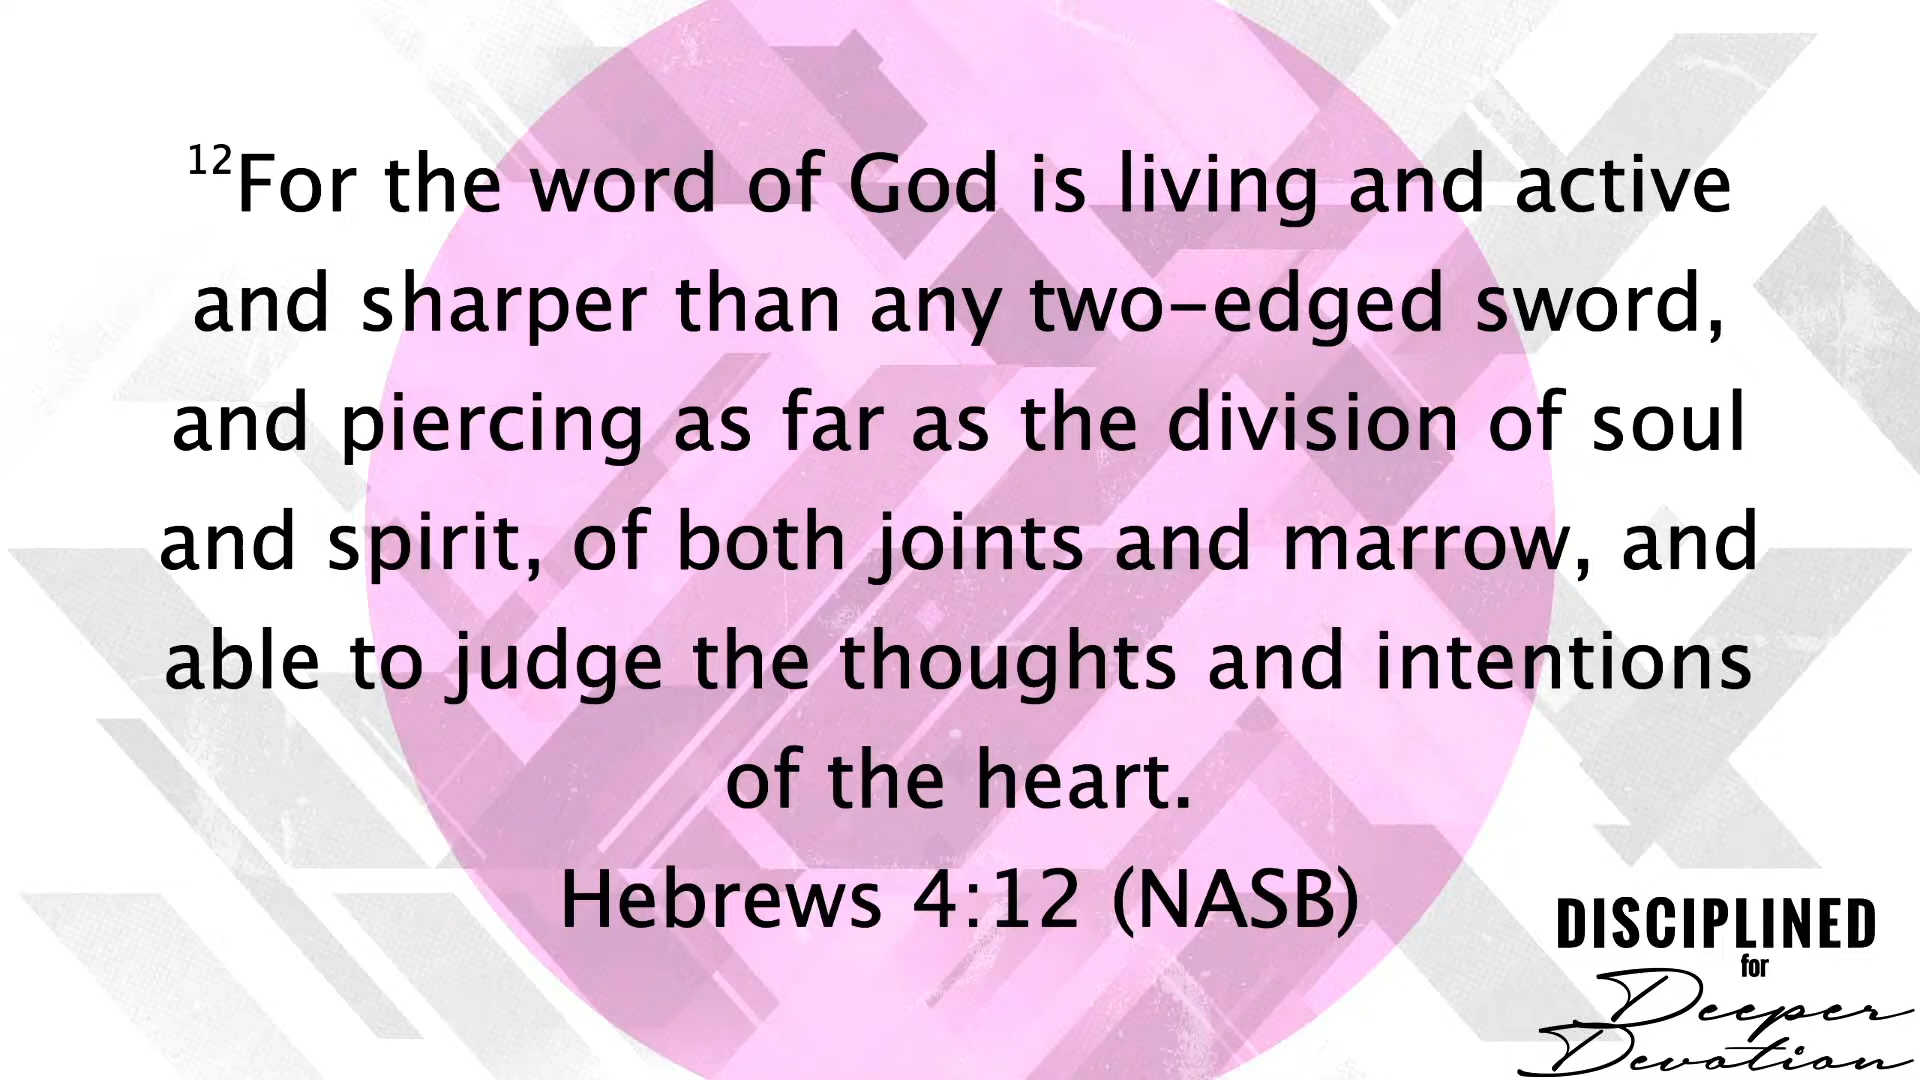 ¹²For the word of God is living and active
and sharper than any two-edged sword,
and piercing as far as the division of soul
and spirit, of both joints and marrow, and
able to judge the thoughts and intentions
of the heart.
Hebrews 4:12 (NASB)
DISCIPLINED
for
Deeper
Devotion